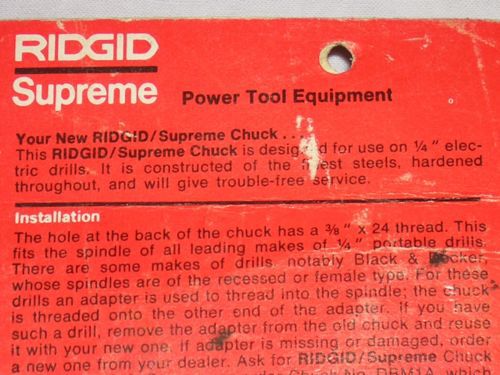 RIDGID
Supreme
Power Tool Equipment
Your New RIDGID/Supreme Chuck . . .
This RIDGID/Supreme Chuck is designed for use on ¼" elec-
tric drills. It is constructed of the finest steels, hardened
throughout, and will give trouble-free service.
Installation
The hole at the back of the chuck has a ⅜" x 24 thread. This
fits the spindle of all leading makes of ¼" portable drills.
There are some makes of drills, notably Black & Decker,
whose spindles are of the recessed or female type. For these
drills an adapter is used to thread into the spindle; the chuck
is threaded onto the other end of the adapter. If you have
such a drill, remove the adapter from the old chuck and reuse
it with your new one. If adapter is missing or damaged, order
a new one from your dealer. Ask for RIDGID/Supreme Chuck
Chuck No. DBM1A, which